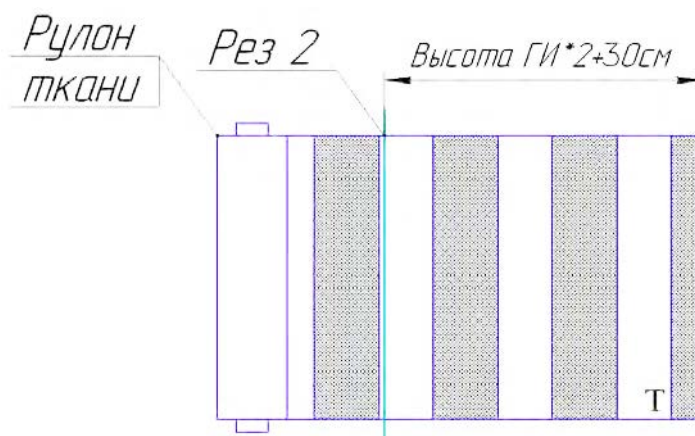 Рулон
ткани
Рез 2
Высота ГИ*2+30см
Т